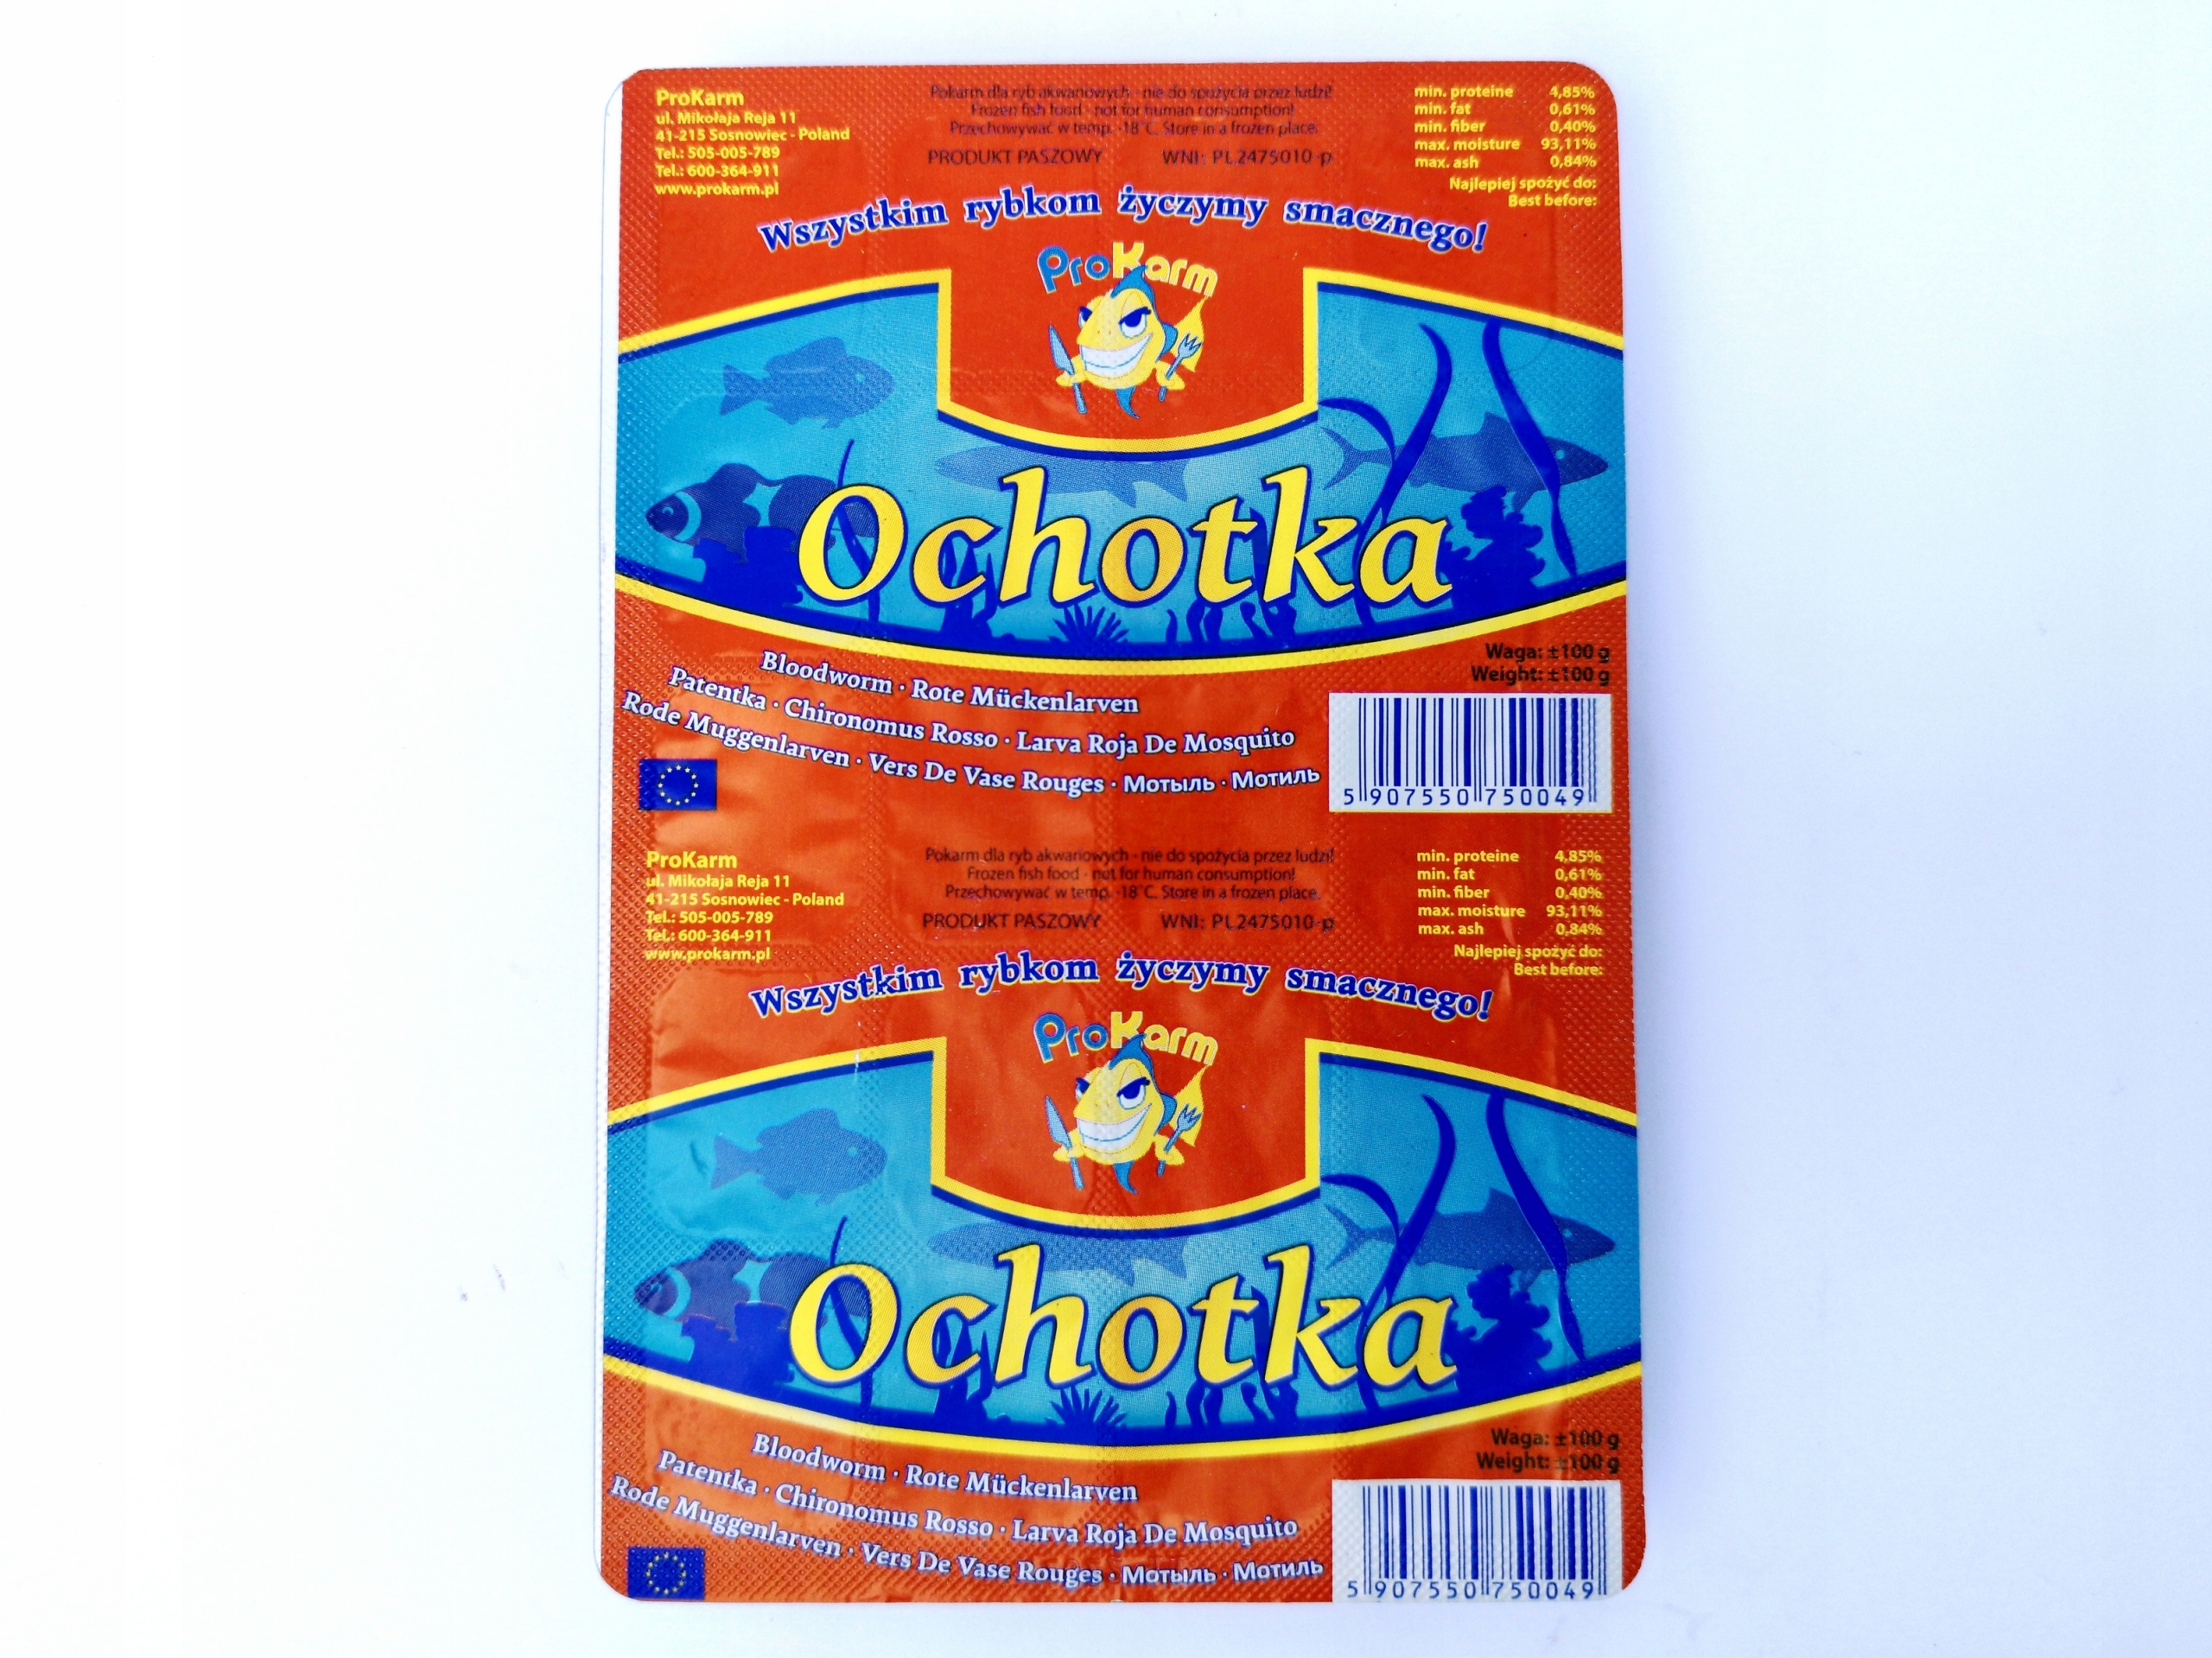 ProKarm
ul. Mikołaja Reja 11
41-215 Sosnowiec - Poland
Tel.: 505-005-789
Tel.: 600-364-911
www.prokarm.pl
Pokarm dla ryb akwariowych - nie do spożycia przez ludzi!
Frozen fish food - not for human consumption!
Przechowywać w temp. -18°C. Store in a frozen place.
PRODUKT PASZOWY WNI: PL2475010-p
min. proteine 4,85%
min. fat 0,61%
min. fiber 0,40%
max. moisture 93,11%
max. ash 0,84%
Najlepiej spożyć do:
Best before:
Wszystkim rybkom życzymy smacznego!
ProKarm
Ochotka
Waga: ±100 g
Weight: ±100 g
Bloodworm · Rote Mückenlarven
Patentka · Chironomus Rosso · Larva Roja De Mosquito
Rode Muggenlarven · Vers De Vase Rouges · Мотыль · Мотиль
5 907550 750049
ProKarm
ul. Mikołaja Reja 11
41-215 Sosnowiec - Poland
Tel.: 505-005-789
Tel.: 600-364-911
www.prokarm.pl
Pokarm dla ryb akwariowych - nie do spożycia przez ludzi!
Frozen fish food - not for human consumption!
Przechowywać w temp. -18°C. Store in a frozen place.
PRODUKT PASZOWY WNI: PL2475010-p
min. proteine 4,85%
min. fat 0,61%
min. fiber 0,40%
max. moisture 93,11%
max. ash 0,84%
Najlepiej spożyć do:
Best before:
Wszystkim rybkom życzymy smacznego!
ProKarm
Ochotka
Waga: ±100 g
Weight: ±100 g
Bloodworm · Rote Mückenlarven
Patentka · Chironomus Rosso · Larva Roja De Mosquito
Rode Muggenlarven · Vers De Vase Rouges · Мотыль · Мотиль
5 907550 750049